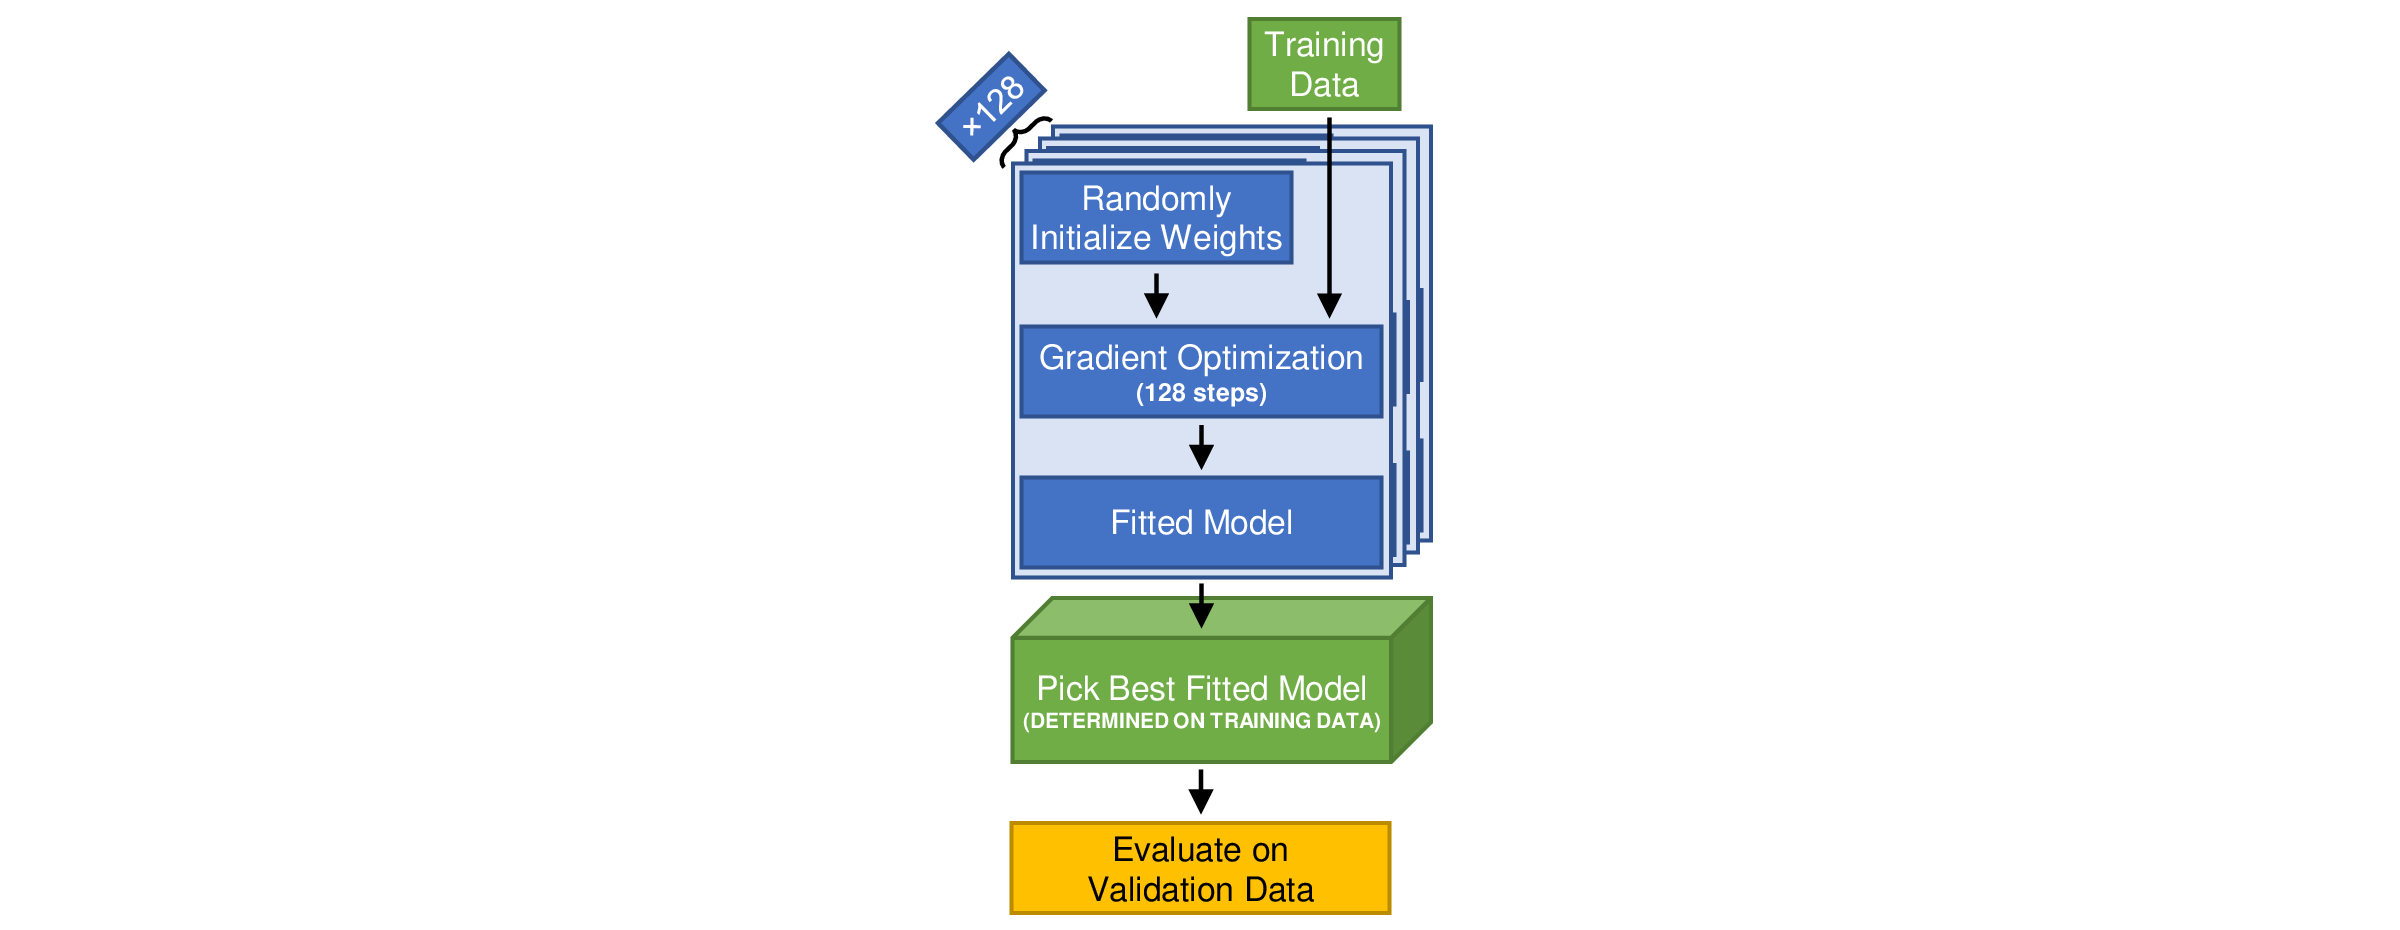 Training
Data
×128
Randomly
Initialize Weights
Gradient Optimization
(128 steps)
Fitted Model
Pick Best Fitted Model
(DETERMINED ON TRAINING DATA)
Evaluate on
Validation Data